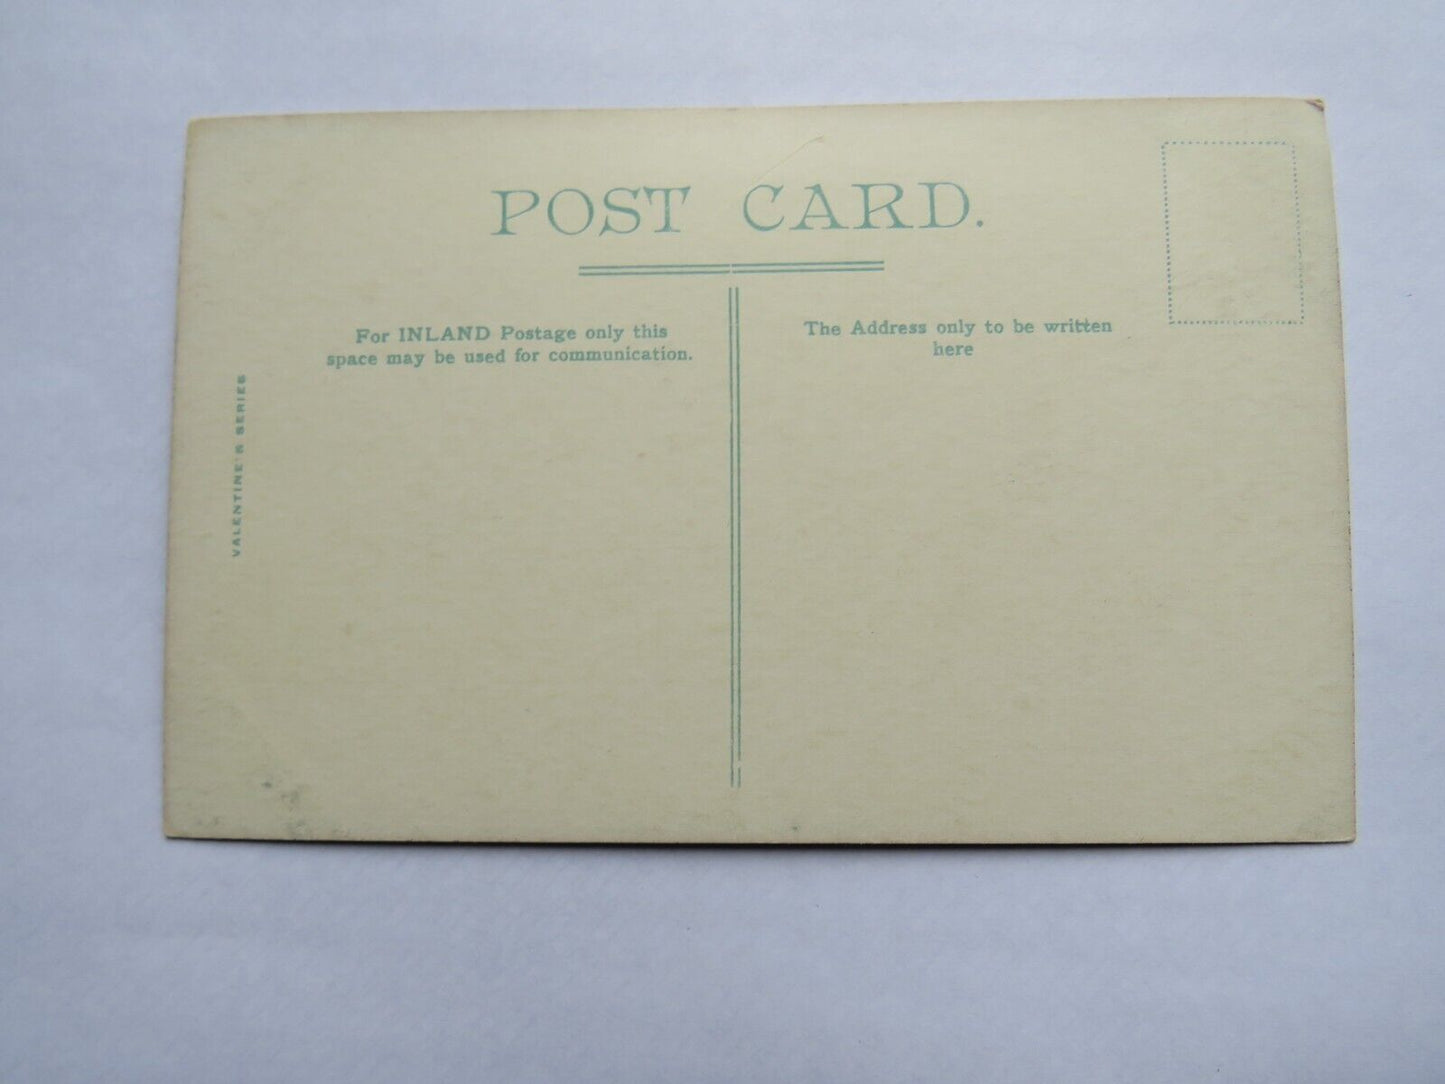 POST CARD.
For INLAND Postage only this
space may be used for communication.
The Address only to be written
here
VALENTINE'S SERIES